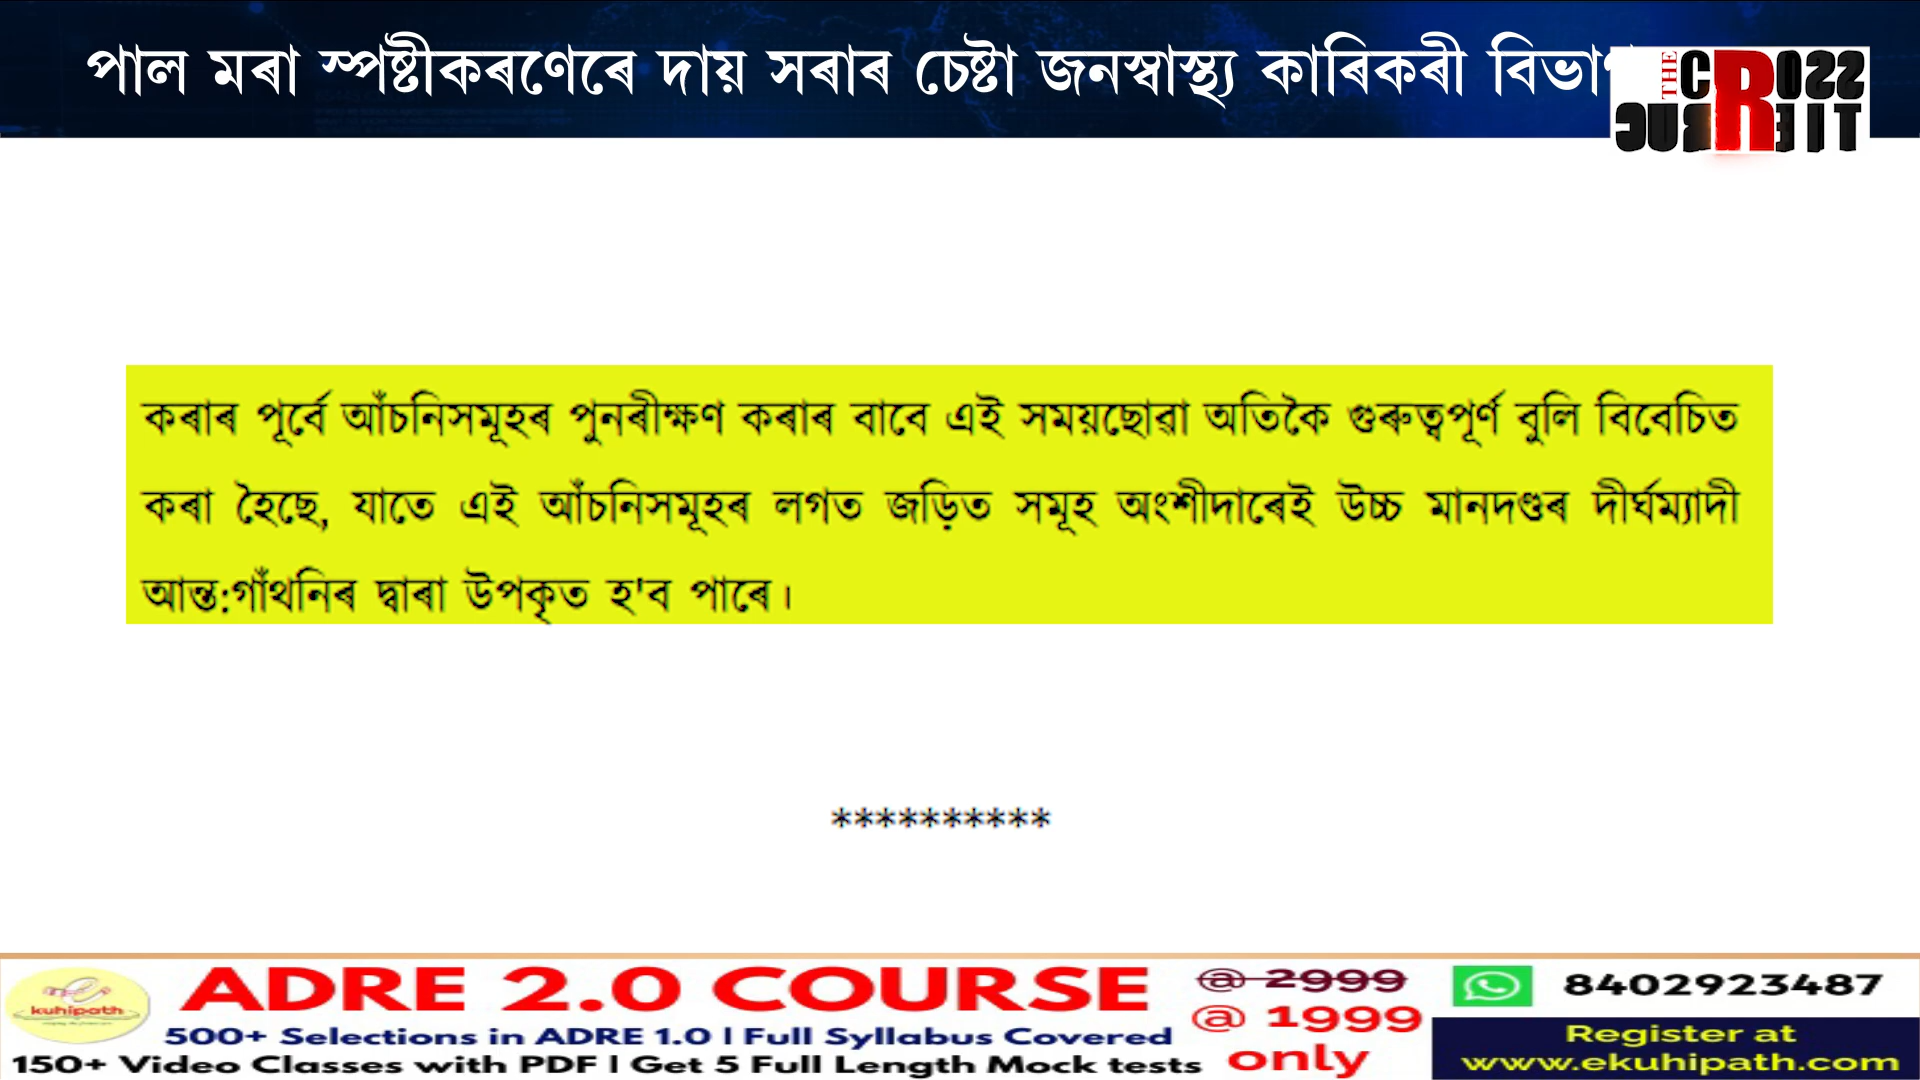 পাল মৰা স্পষ্টীকৰণেৰে দায় সৰাৰ চেষ্টা জনস্বাস্থ্য কাৰিকৰী
THE
CROSS
CURRENT
কৰাৰ পূৰ্বে আঁচনিসমূহৰ পুনৰীক্ষণ কৰাৰ বাবে এই সময়ছোৱা অতিকৈ গুৰুত্বপূৰ্ণ বুলি বিবেচিত
কৰা হৈছে, যাতে এই আঁচনিসমূহৰ লগত জড়িত সমূহ অংশীদাৰেই উচ্চ মানদণ্ডৰ দীৰ্ঘম্যাদী
আন্ত:গাঁথনিৰ দ্বাৰা উপকৃত হ'ব পাৰে।
**********
kuhipath
ADRE 2.0 COURSE
500+ Selections in ADRE 1.0 | Full Syllabus Covered
150+ Video Classes with PDF | Get 5 Full Length Mock tests
@ 2999
@ 1999
only
8402923487
Register at
www.ekuhipath.com